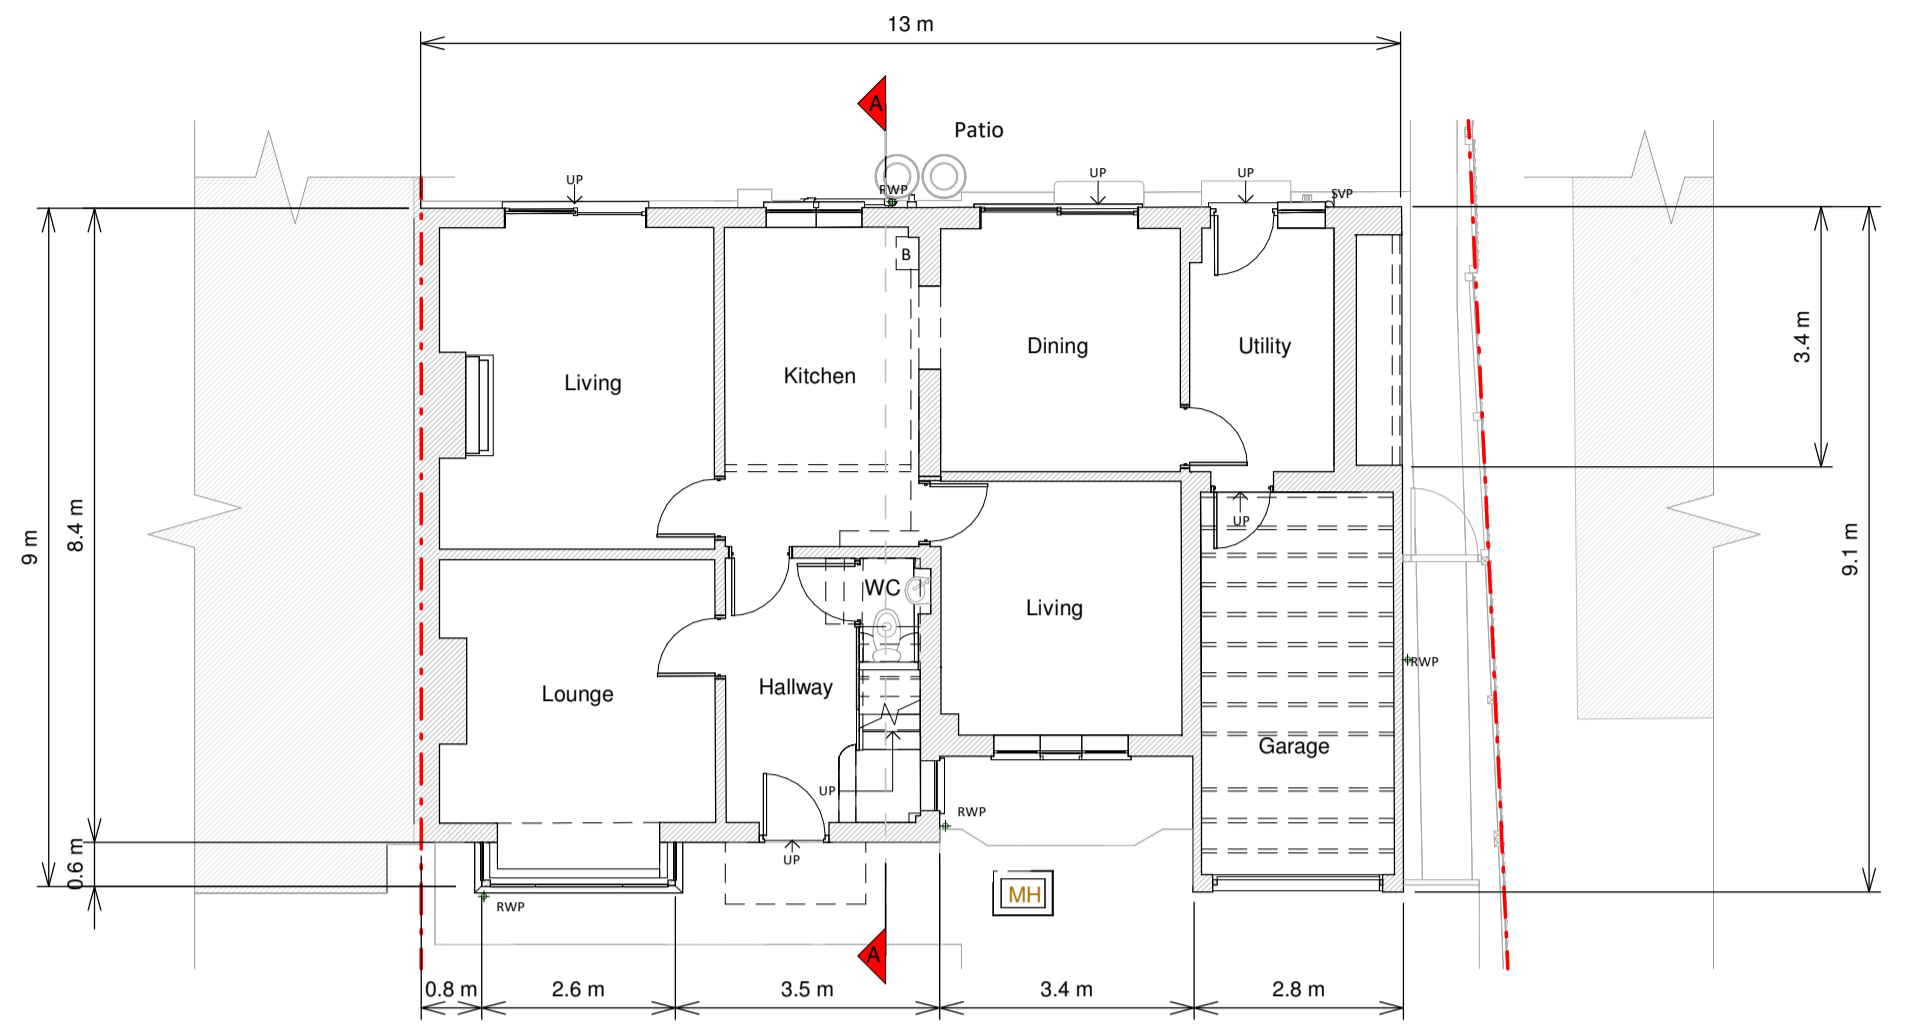 13 m
A
Patio
UP
RWP
UP
UP
SVP
B
Living
Kitchen
Dining
Utility
3.4 m
9 m
8.4 m
UP
9.1 m
WC
Living
RWP
Lounge
Hallway
Garage
UP
RWP
0.6 m
UP
RWP
MH
A
0.8 m
2.6 m
3.5 m
3.4 m
2.8 m